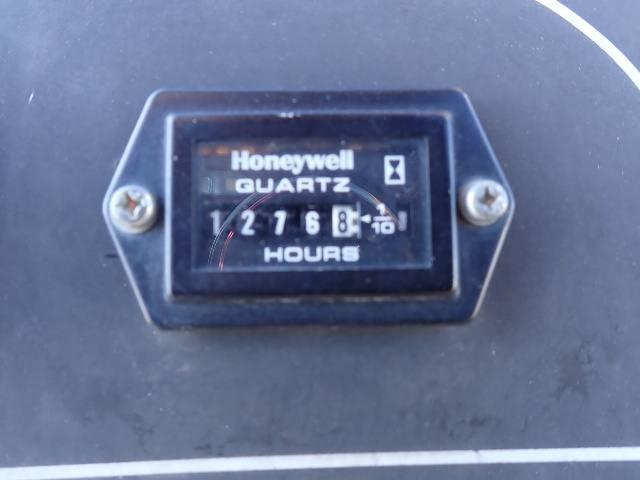 Honeywell
QUARTZ
1 2 7 6 8 1/10
HOURS